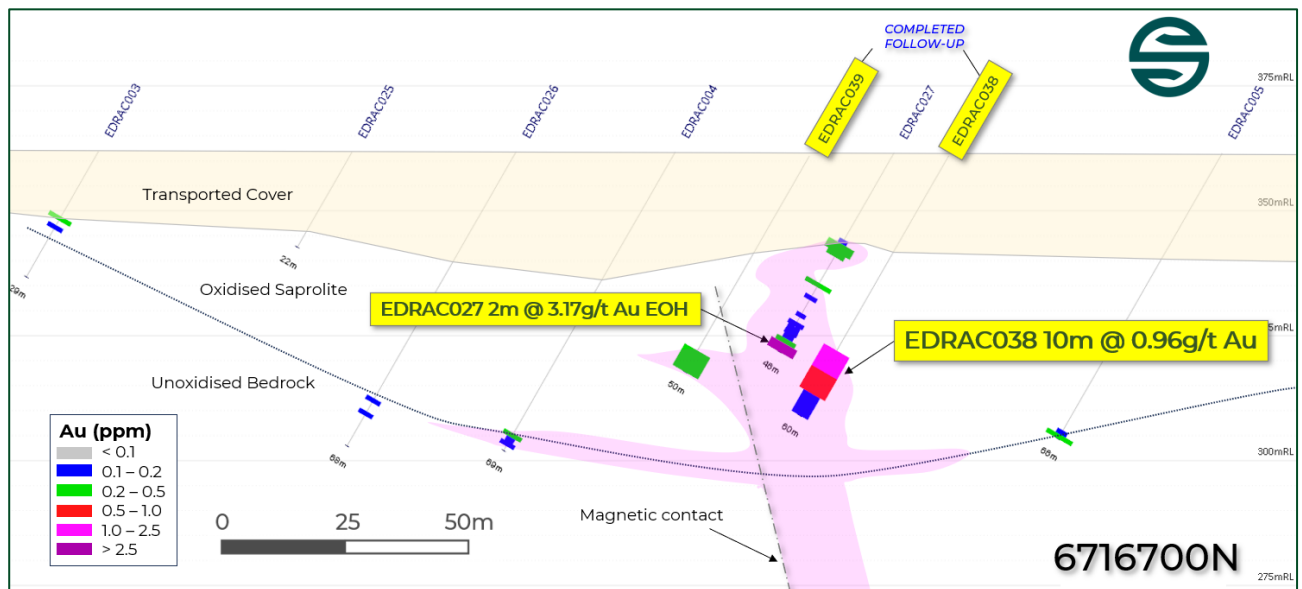 COMPLETED
FOLLOW-UP
EDRAC003
EDRAC025
EDRAC026
EDRAC004
EDRAC039
EDRAC027
EDRAC038
EDRAC005
375mRL
Transported Cover
350mRL
22m
29m
Oxidised Saprolite
EDRAC027 2m @ 3.17g/t Au EOH
EDRAC038 10m @ 0.96g/t Au
48m
50m
60m
Unoxidised Bedrock
68m
69m
66m
300mRL
Au (ppm)
< 0.1
0.1 – 0.2
0.2 – 0.5
0.5 – 1.0
1.0 – 2.5
> 2.5
0 25 50m
Magnetic contact
6716700N
275mRL